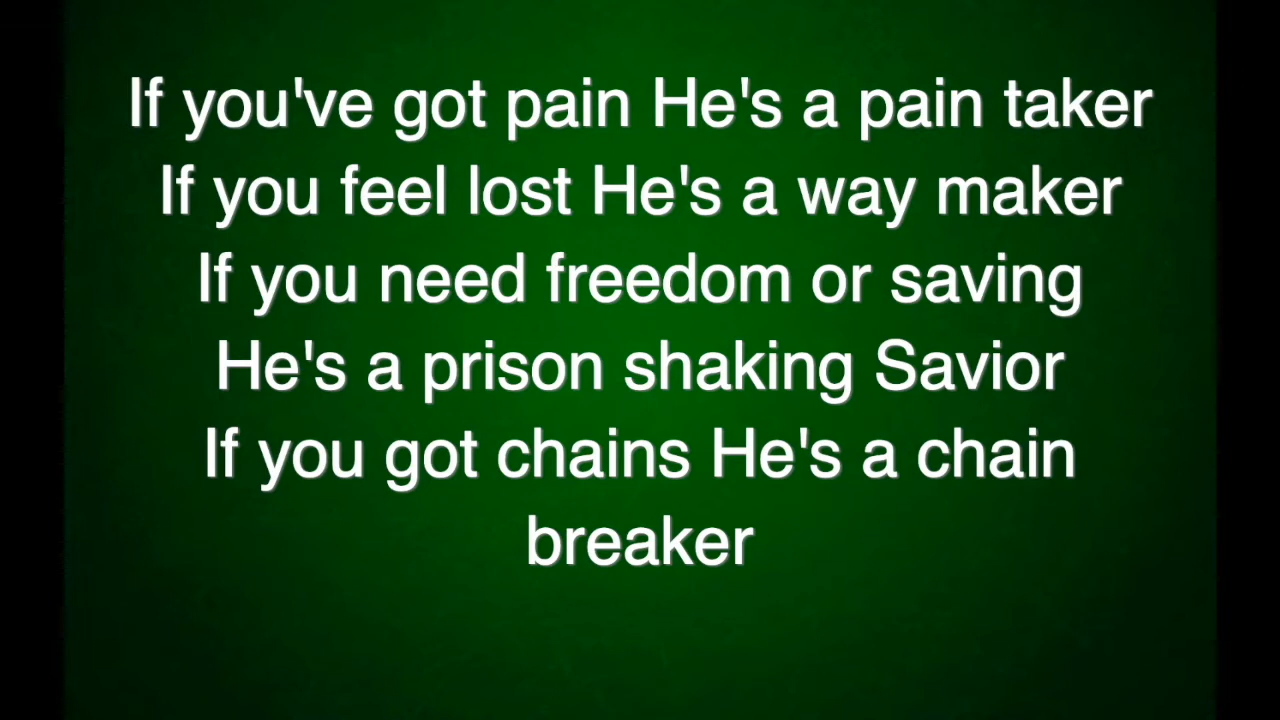 If you've got pain He's a pain taker
If you feel lost He's a way maker
If you need freedom or saving
He's a prison shaking Savior
If you got chains He's a chain
breaker